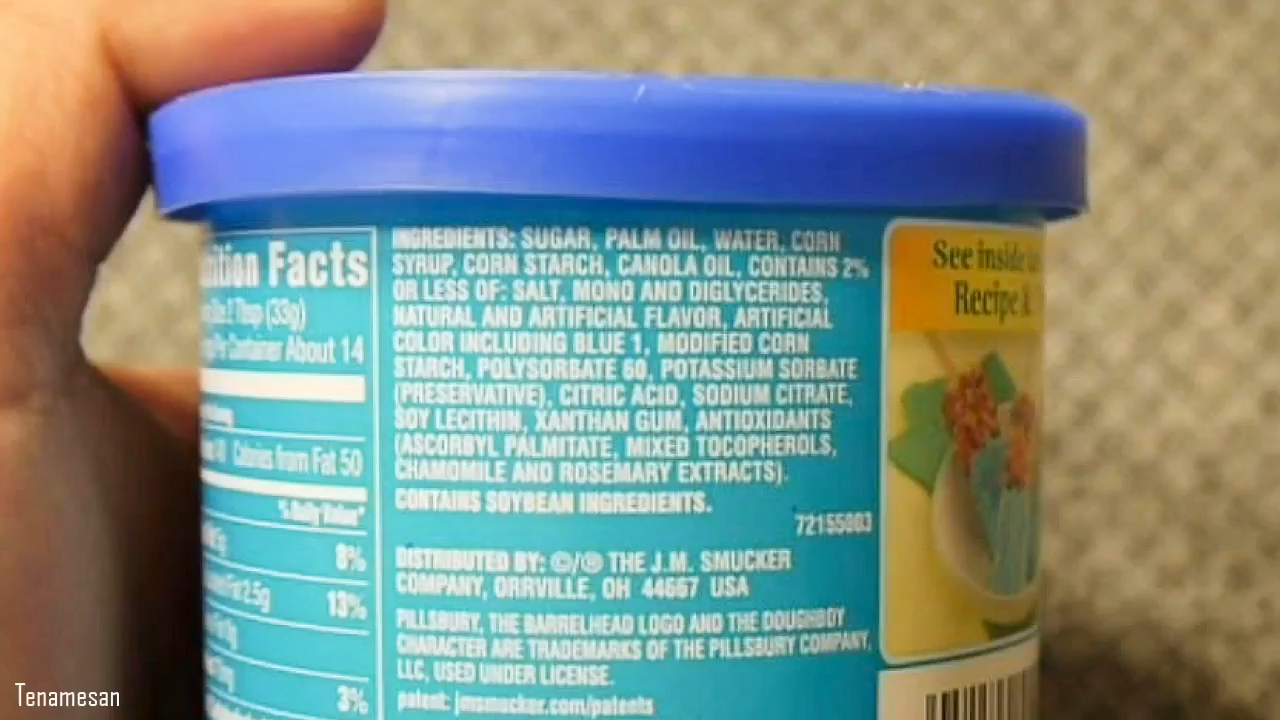 ition Facts
(33g)
Container About 14
Calories from Fat 50
% Daily Value*
8%
Fat 2.5g
13%
3%
INGREDIENTS: SUGAR, PALM OIL, WATER, CORN
SYRUP, CORN STARCH, CANOLA OIL, CONTAINS 2%
OR LESS OF: SALT, MONO AND DIGLYCERIDES,
NATURAL AND ARTIFICIAL FLAVOR, ARTIFICIAL
COLOR INCLUDING BLUE 1, MODIFIED CORN
STARCH, POLYSORBATE 60, POTASSIUM SORBATE
(PRESERVATIVE), CITRIC ACID, SODIUM CITRATE,
SOY LECITHIN, XANTHAN GUM, ANTIOXIDANTS
(ASCORBYL PALMITATE, MIXED TOCOPHEROLS,
CHAMOMILE AND ROSEMARY EXTRACTS).
CONTAINS SOYBEAN INGREDIENTS.
72155003
DISTRIBUTED BY: ©/® THE J.M. SMUCKER
COMPANY, ORRVILLE, OH 44667 USA
PILLSBURY, THE BARRELHEAD LOGO AND THE DOUGHBOY
CHARACTER ARE TRADEMARKS OF THE PILLSBURY COMPANY,
LLC, USED UNDER LICENSE.
patent: jmsmucker.com/patents
See inside
Recipe
Tenamesan